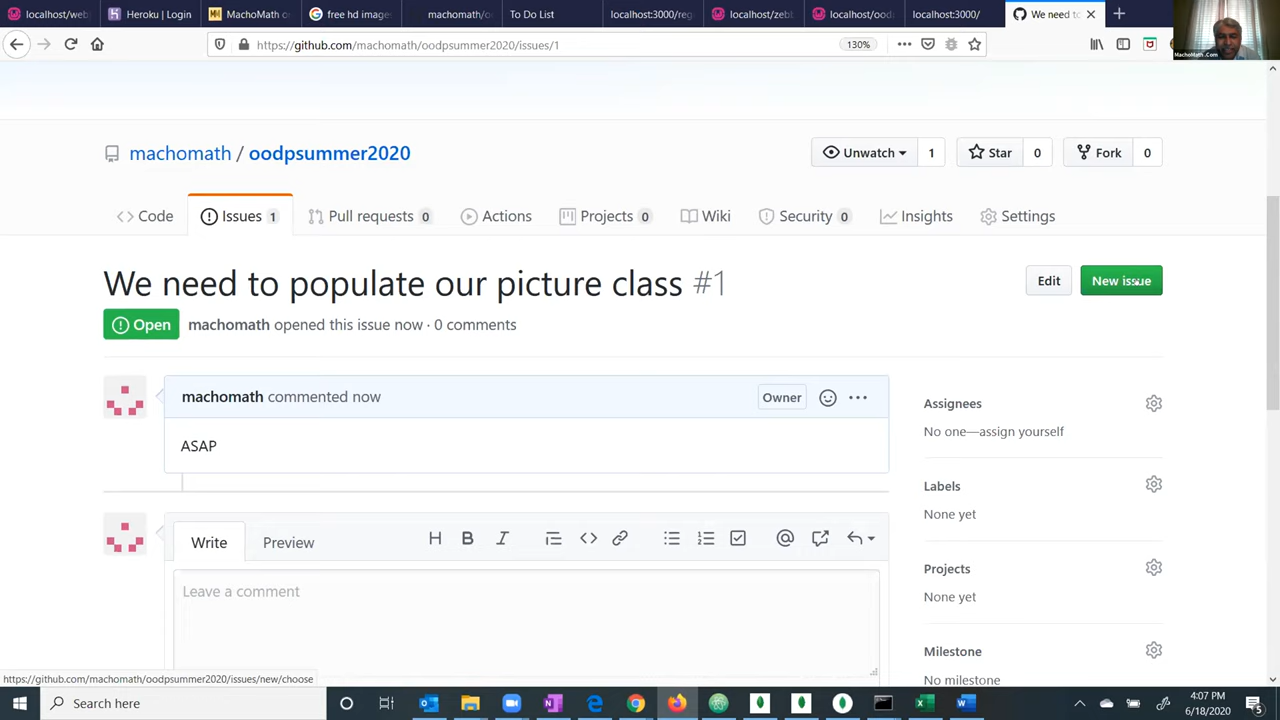 localhost/web
Heroku | Login
MachoMath o
free heroimage
machomath/o
To Do List
localhost:3000/reg
localhost/zebb
localhost/ood
localhost:3000/
We need to
https://github.com/machomath/oodpsummer2020/issues/1
130%
MachoMath .Com
machomath / oodpsummer2020
Unwatch 1 Star 0 Fork 0
Code Issues 1 Pull requests 0 Actions Projects 0 Wiki Security 0 Insights Settings
We need to populate our picture class #1
Edit New issue
Open machomath opened this issue now · 0 comments
machomath commented now
Owner
ASAP
Assignees
No one—assign yourself
Labels
None yet
Projects
None yet
Milestone
No milestone
Write Preview
Leave a comment
https://github.com/machomath/oodpsummer2020/issues/new/choose
Search here
4:07 PM
6/18/2020
5